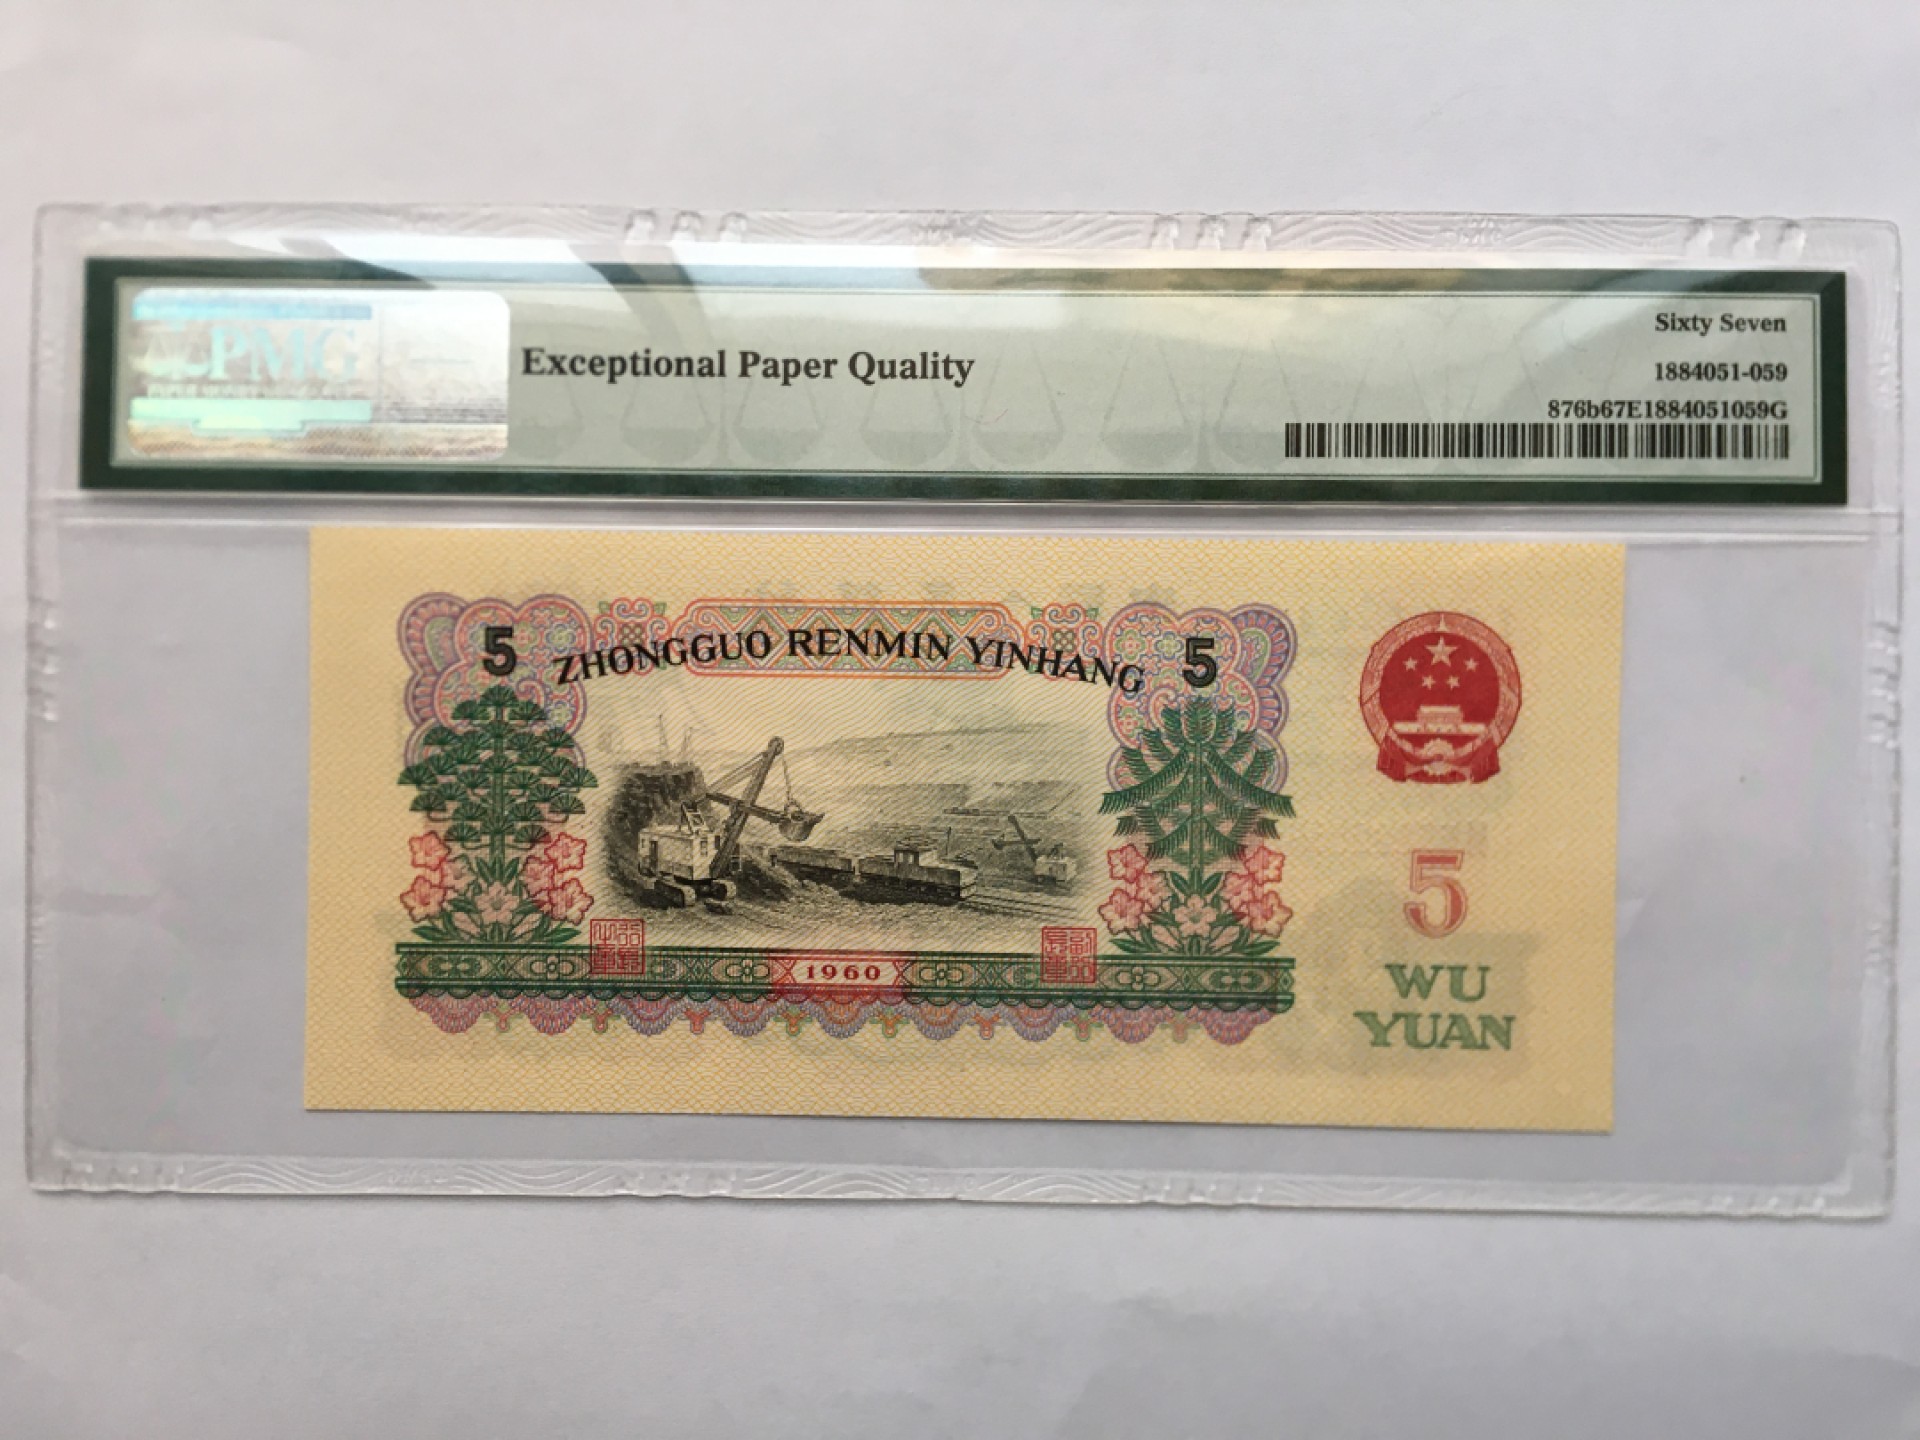 PMG
Exceptional Paper Quality
Sixty Seven
1884051-059
876b67E1884051059G
5 ZHONGGUO RENMIN YINHANG 5
5
1960
WU
YUAN